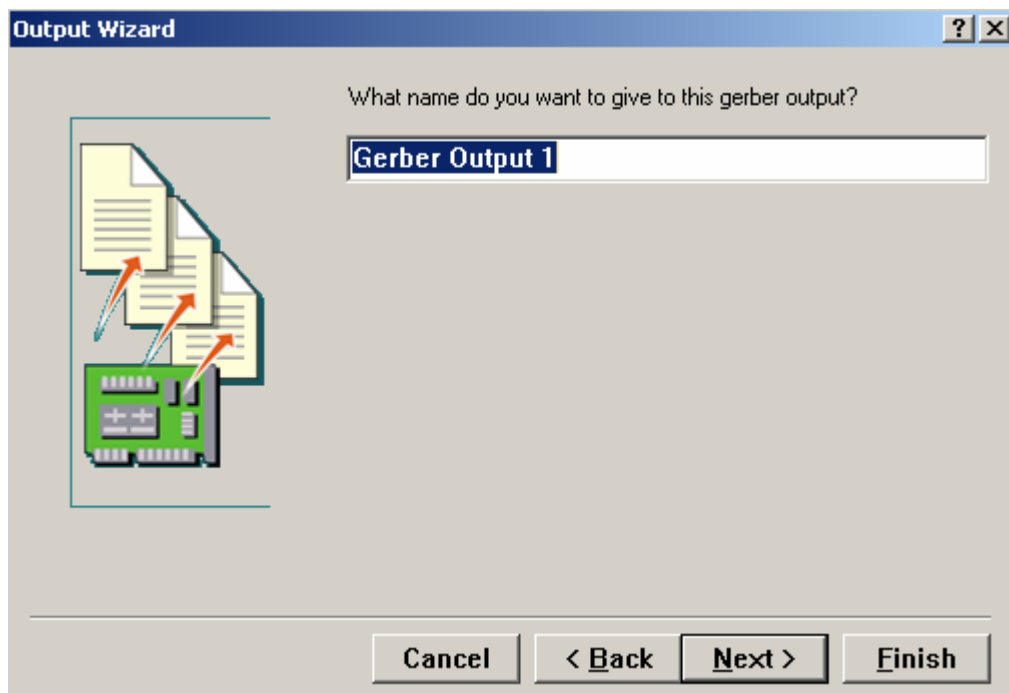 Output Wizard
What name do you want to give to this gerber output?
Gerber Output 1
Cancel < Back Next > Finish